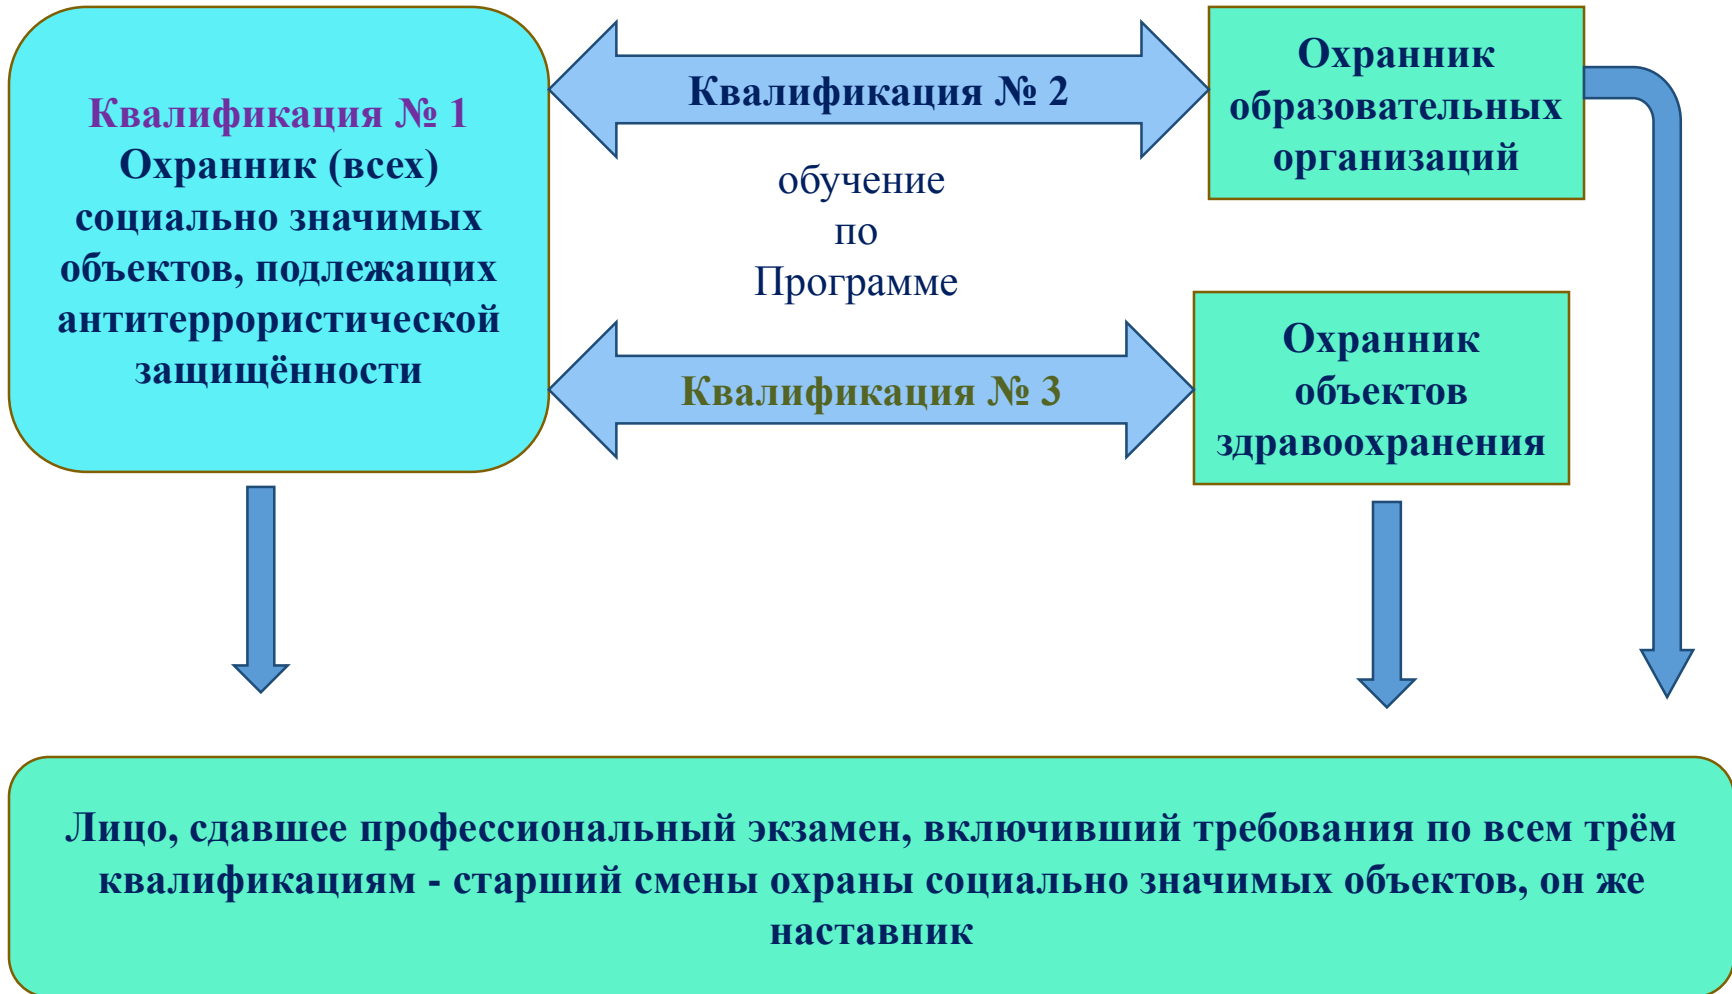 Квалификация № 1
Охранник (всех)
социально значимых
объектов, подлежащих
антитеррористической
защищённости
Квалификация № 2
обучение
по
Программе
Квалификация № 3
Охранник
образовательных
организаций
Охранник
объектов
здравоохранения
Лицо, сдавшее профессиональный экзамен, включивший требования по всем трём
квалификациям - старший смены охраны социально значимых объектов, он же
наставник